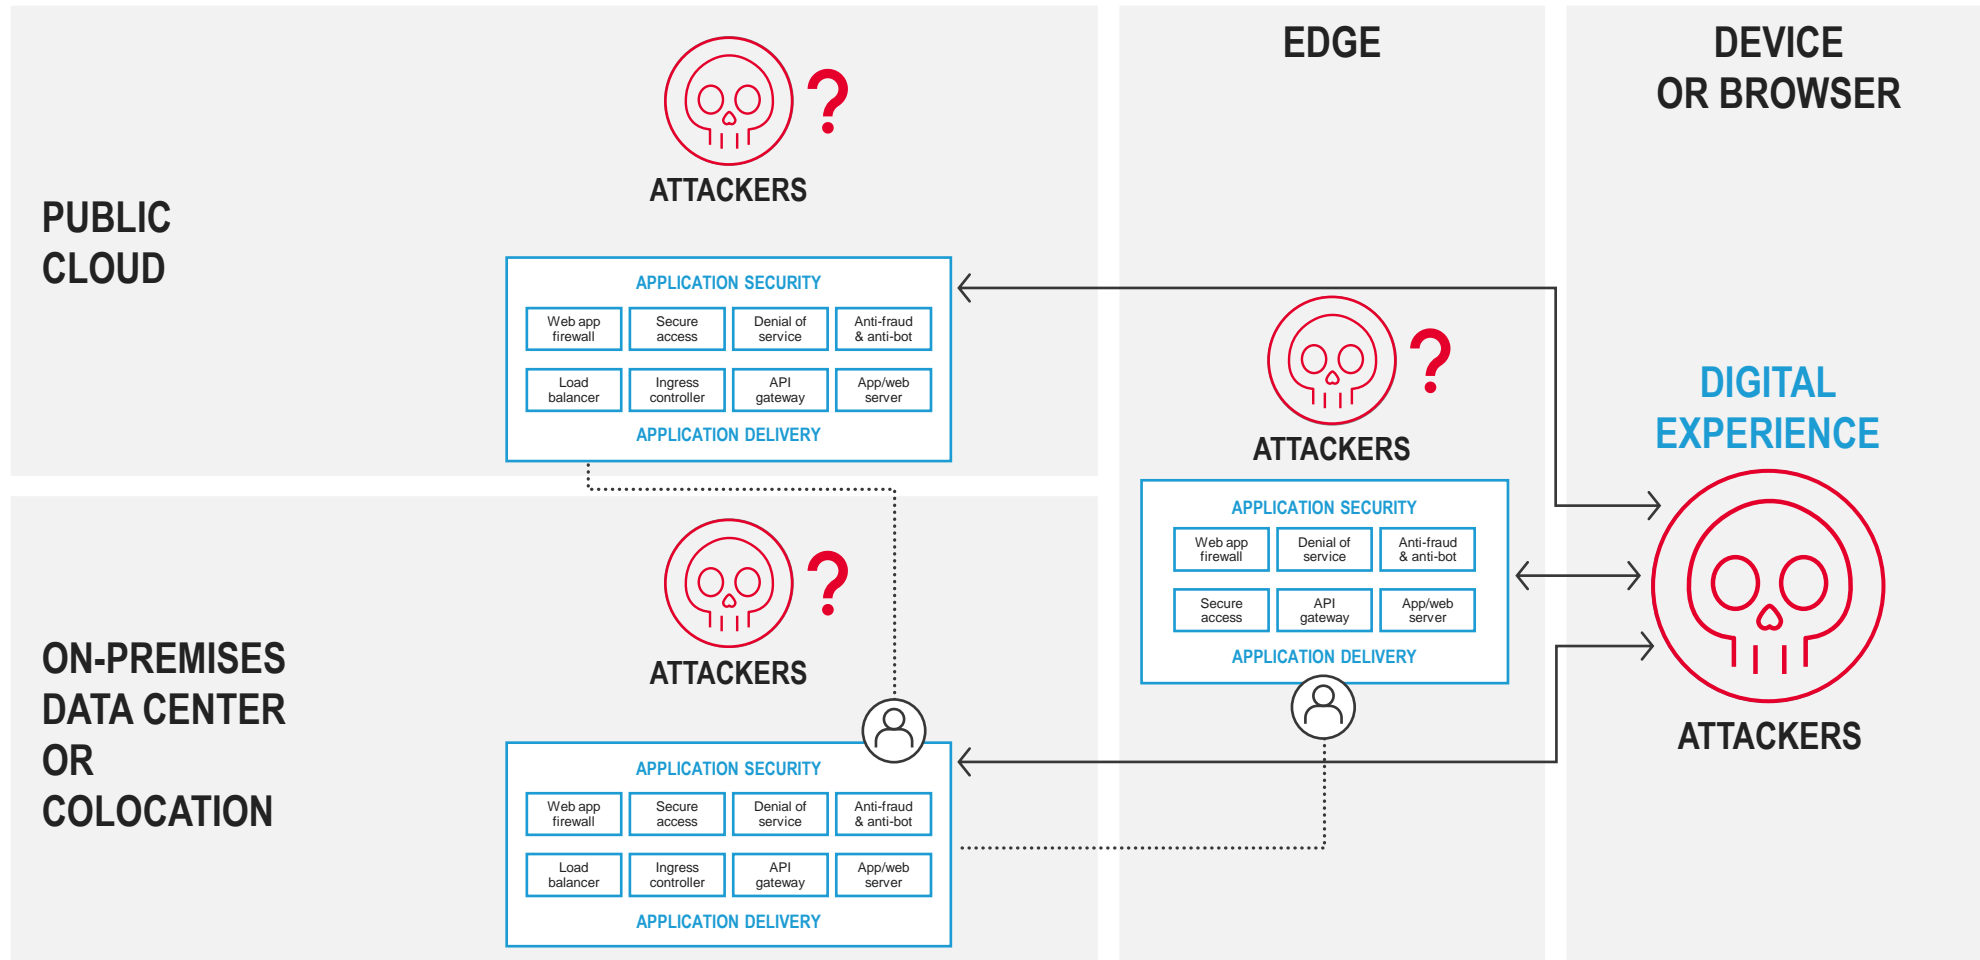 PUBLIC
CLOUD
?
ATTACKERS
APPLICATION SECURITY
Web app
firewall
Secure
access
Denial of
service
Anti-fraud
& anti-bot
Load
balancer
Ingress
controller
API
gateway
App/web
server
APPLICATION DELIVERY
ON-PREMISES
DATA CENTER
OR
COLOCATION
?
ATTACKERS
APPLICATION SECURITY
Web app
firewall
Secure
access
Denial of
service
Anti-fraud
& anti-bot
Load
balancer
Ingress
controller
API
gateway
App/web
server
APPLICATION DELIVERY
EDGE
?
ATTACKERS
APPLICATION SECURITY
Web app
firewall
Denial of
service
Anti-fraud
& anti-bot
Secure
access
API
gateway
App/web
server
APPLICATION DELIVERY
DEVICE
OR BROWSER
DIGITAL
EXPERIENCE
ATTACKERS